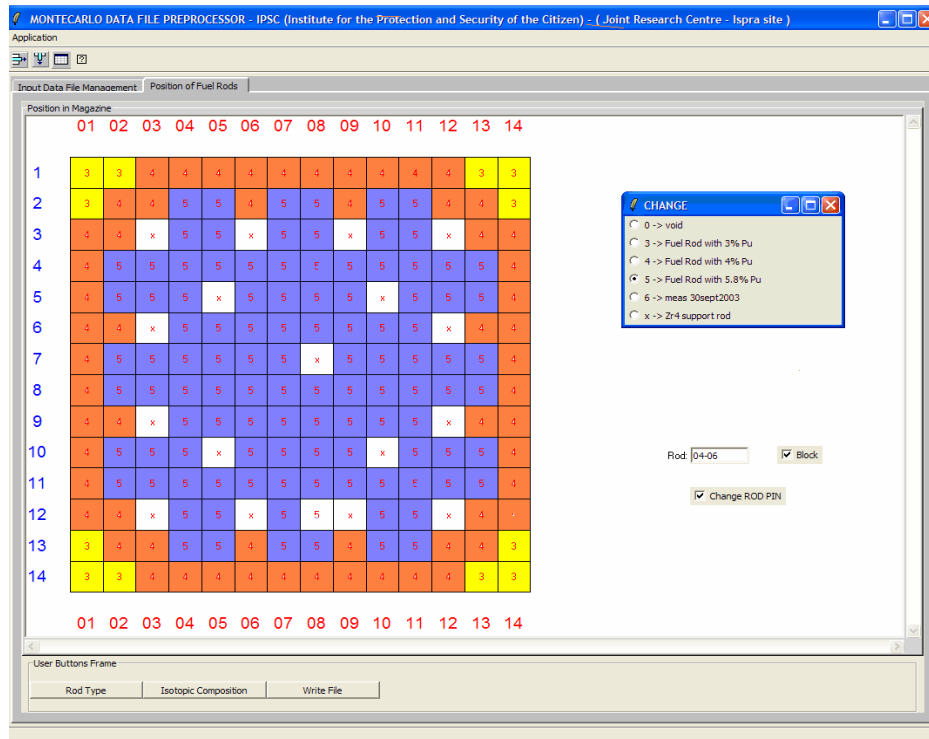 MONTECARLO DATA FILE PREPROCESSOR - IPSC (Institute for the Protection and Security of the Citizen) - ( Joint Research Centre - Ispra site )
Application
Input Data File Management Position of Fuel Rods
Position in Magazine
01 02 03 04 05 06 07 08 09 10 11 12 13 14
1 3 3 4 4 4 4 4 4 4 4 4 4 3 3
2 3 4 4 5 5 4 5 5 4 5 5 4 4 3
3 4 4 x 5 5 x 5 5 x 5 5 x 4 4
4 4 5 5 5 5 5 5 5 5 5 5 5 5 4
5 4 5 5 5 x 5 5 5 5 x 5 5 5 4
6 4 4 x 5 5 5 5 5 5 5 5 x 4 4
7 4 5 5 5 5 5 5 x 5 5 5 5 5 4
8 4 5 5 5 5 5 5 5 5 5 5 5 5 4
9 4 4 x 5 5 5 5 5 5 5 5 x 4 4
10 4 5 5 5 x 5 5 5 5 x 5 5 5 4
11 4 5 5 5 5 5 5 5 5 5 5 5 5 4
12 4 4 x 5 5 x 5 5 x 5 5 x 4
13 3 4 4 5 5 4 5 5 4 5 5 4 4 3
14 3 3 4 4 4 4 4 4 4 4 4 4 3 3
01 02 03 04 05 06 07 08 09 10 11 12 13 14
CHANGE
0 -> void
3 -> Fuel Rod with 3% Pu
4 -> Fuel Rod with 4% Pu
5 -> Fuel Rod with 5.8% Pu
6 -> meas 30sept2003
x -> Zr4 support rod
Rod: 04-06 Block
Change ROD PIN
User Buttons Frame
Rod Type Isotopic Composition Write File